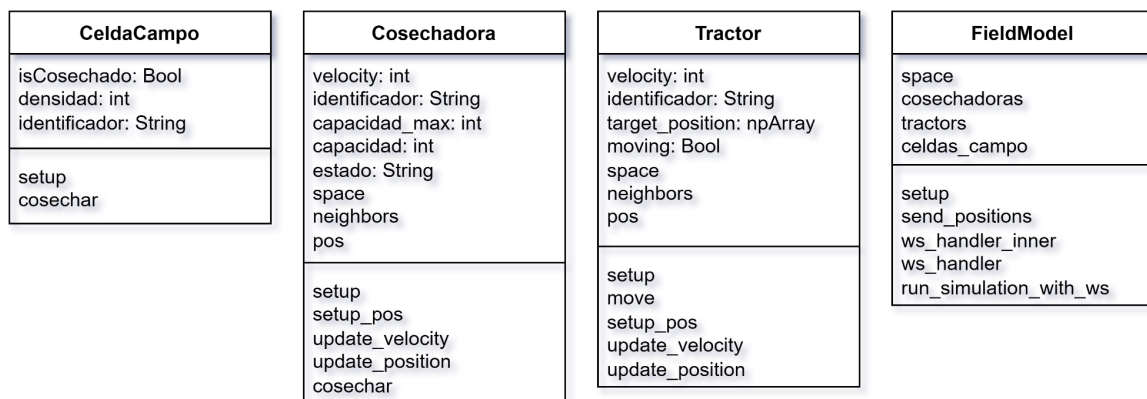 CeldaCampo
isCosechado: Bool
densidad: int
identificador: String
setup
cosechar
Cosechadora
velocity: int
identificador: String
capacidad_max: int
capacidad: int
estado: String
space
neighbors
pos
setup
setup_pos
update_velocity
update_position
cosechar
Tractor
velocity: int
identificador: String
target_position: npArray
moving: Bool
space
neighbors
pos
setup
move
setup_pos
update_velocity
update_position
FieldModel
space
cosechadoras
tractors
celdas_campo
setup
send_positions
ws_handler_inner
ws_handler
run_simulation_with_ws